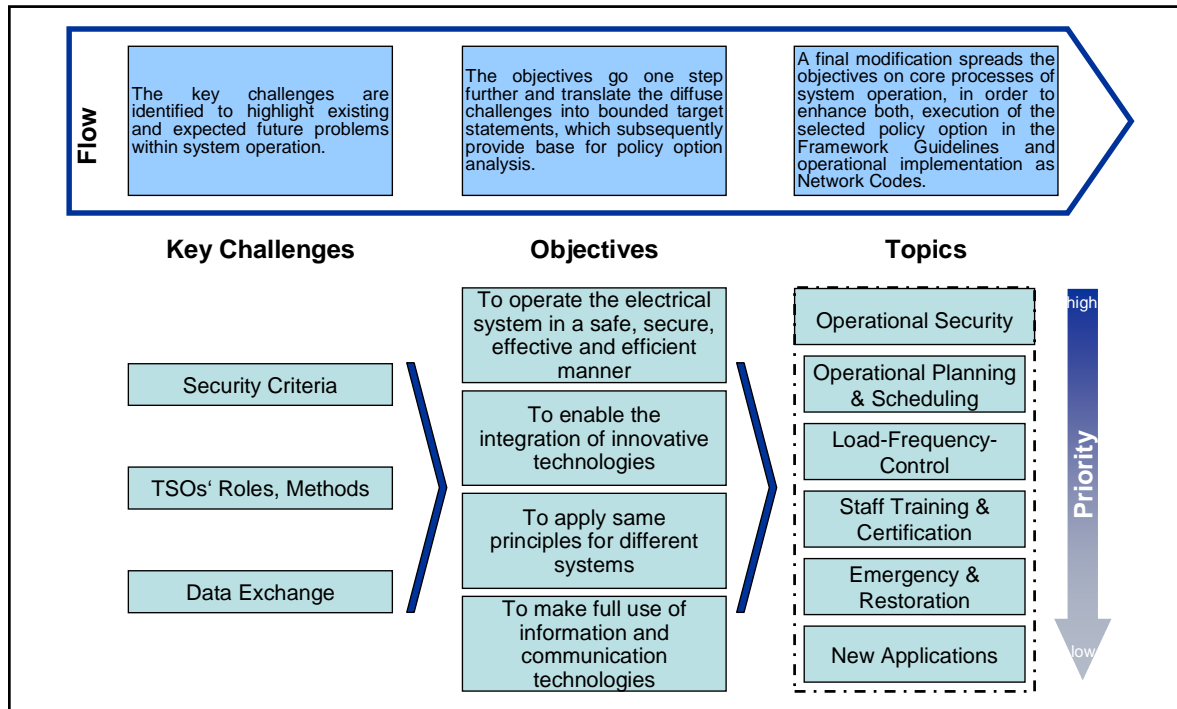 Flow
The key challenges are
identified to highlight existing
and expected future problems
within system operation.
The objectives go one step
further and translate the diffuse
challenges into bounded target
statements, which subsequently
provide base for policy option
analysis.
A final modification spreads the
objectives on core processes of
system operation, in order to
enhance both, execution of the
selected policy option in the
Framework Guidelines and
operational implementation as
Network Codes.
Key Challenges
Objectives
Topics
Security Criteria
TSOs‘ Roles, Methods
Data Exchange
To operate the electrical
system in a safe, secure,
effective and efficient
manner
To enable the
integration of innovative
technologies
To apply same
principles for different
systems
To make full use of
information and
communication
technologies
Operational Security
Operational Planning
& Scheduling
Load-Frequency-
Control
Staff Training &
Certification
Emergency &
Restoration
New Applications
high
Priority
low